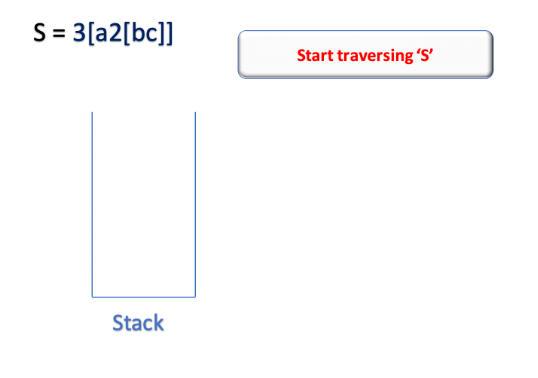 S = 3[a2[bc]]
Start traversing ‘S’
Stack